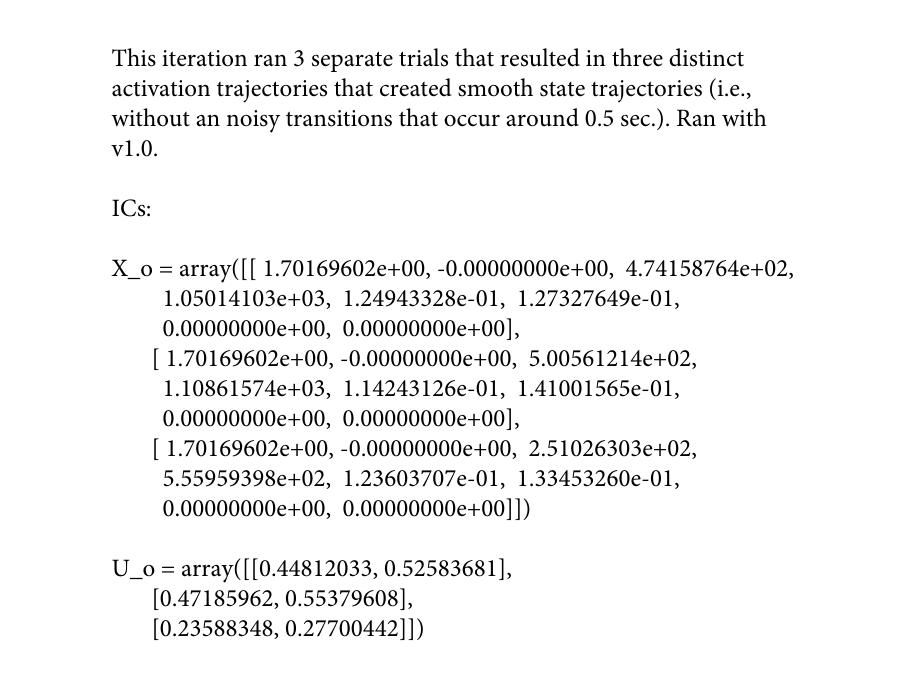 This iteration ran 3 separate trials that resulted in three distinct
activation trajectories that created smooth state trajectories (i.e.,
without an noisy transitions that occur around 0.5 sec.). Ran with
v1.0.
ICs:
X_o = array([[ 1.70169602e+00, -0.00000000e+00,  4.74158764e+02,
1.05014103e+03,  1.24943328e-01,  1.27327649e-01,
0.00000000e+00,  0.00000000e+00],
[ 1.70169602e+00, -0.00000000e+00,  5.00561214e+02,
1.10861574e+03,  1.14243126e-01,  1.41001565e-01,
0.00000000e+00,  0.00000000e+00],
[ 1.70169602e+00, -0.00000000e+00,  2.51026303e+02,
5.55959398e+02,  1.23603707e-01,  1.33453260e-01,
0.00000000e+00,  0.00000000e+00]])
U_o = array([[0.44812033, 0.52583681],
[0.47185962, 0.55379608],
[0.23588348, 0.27700442]])